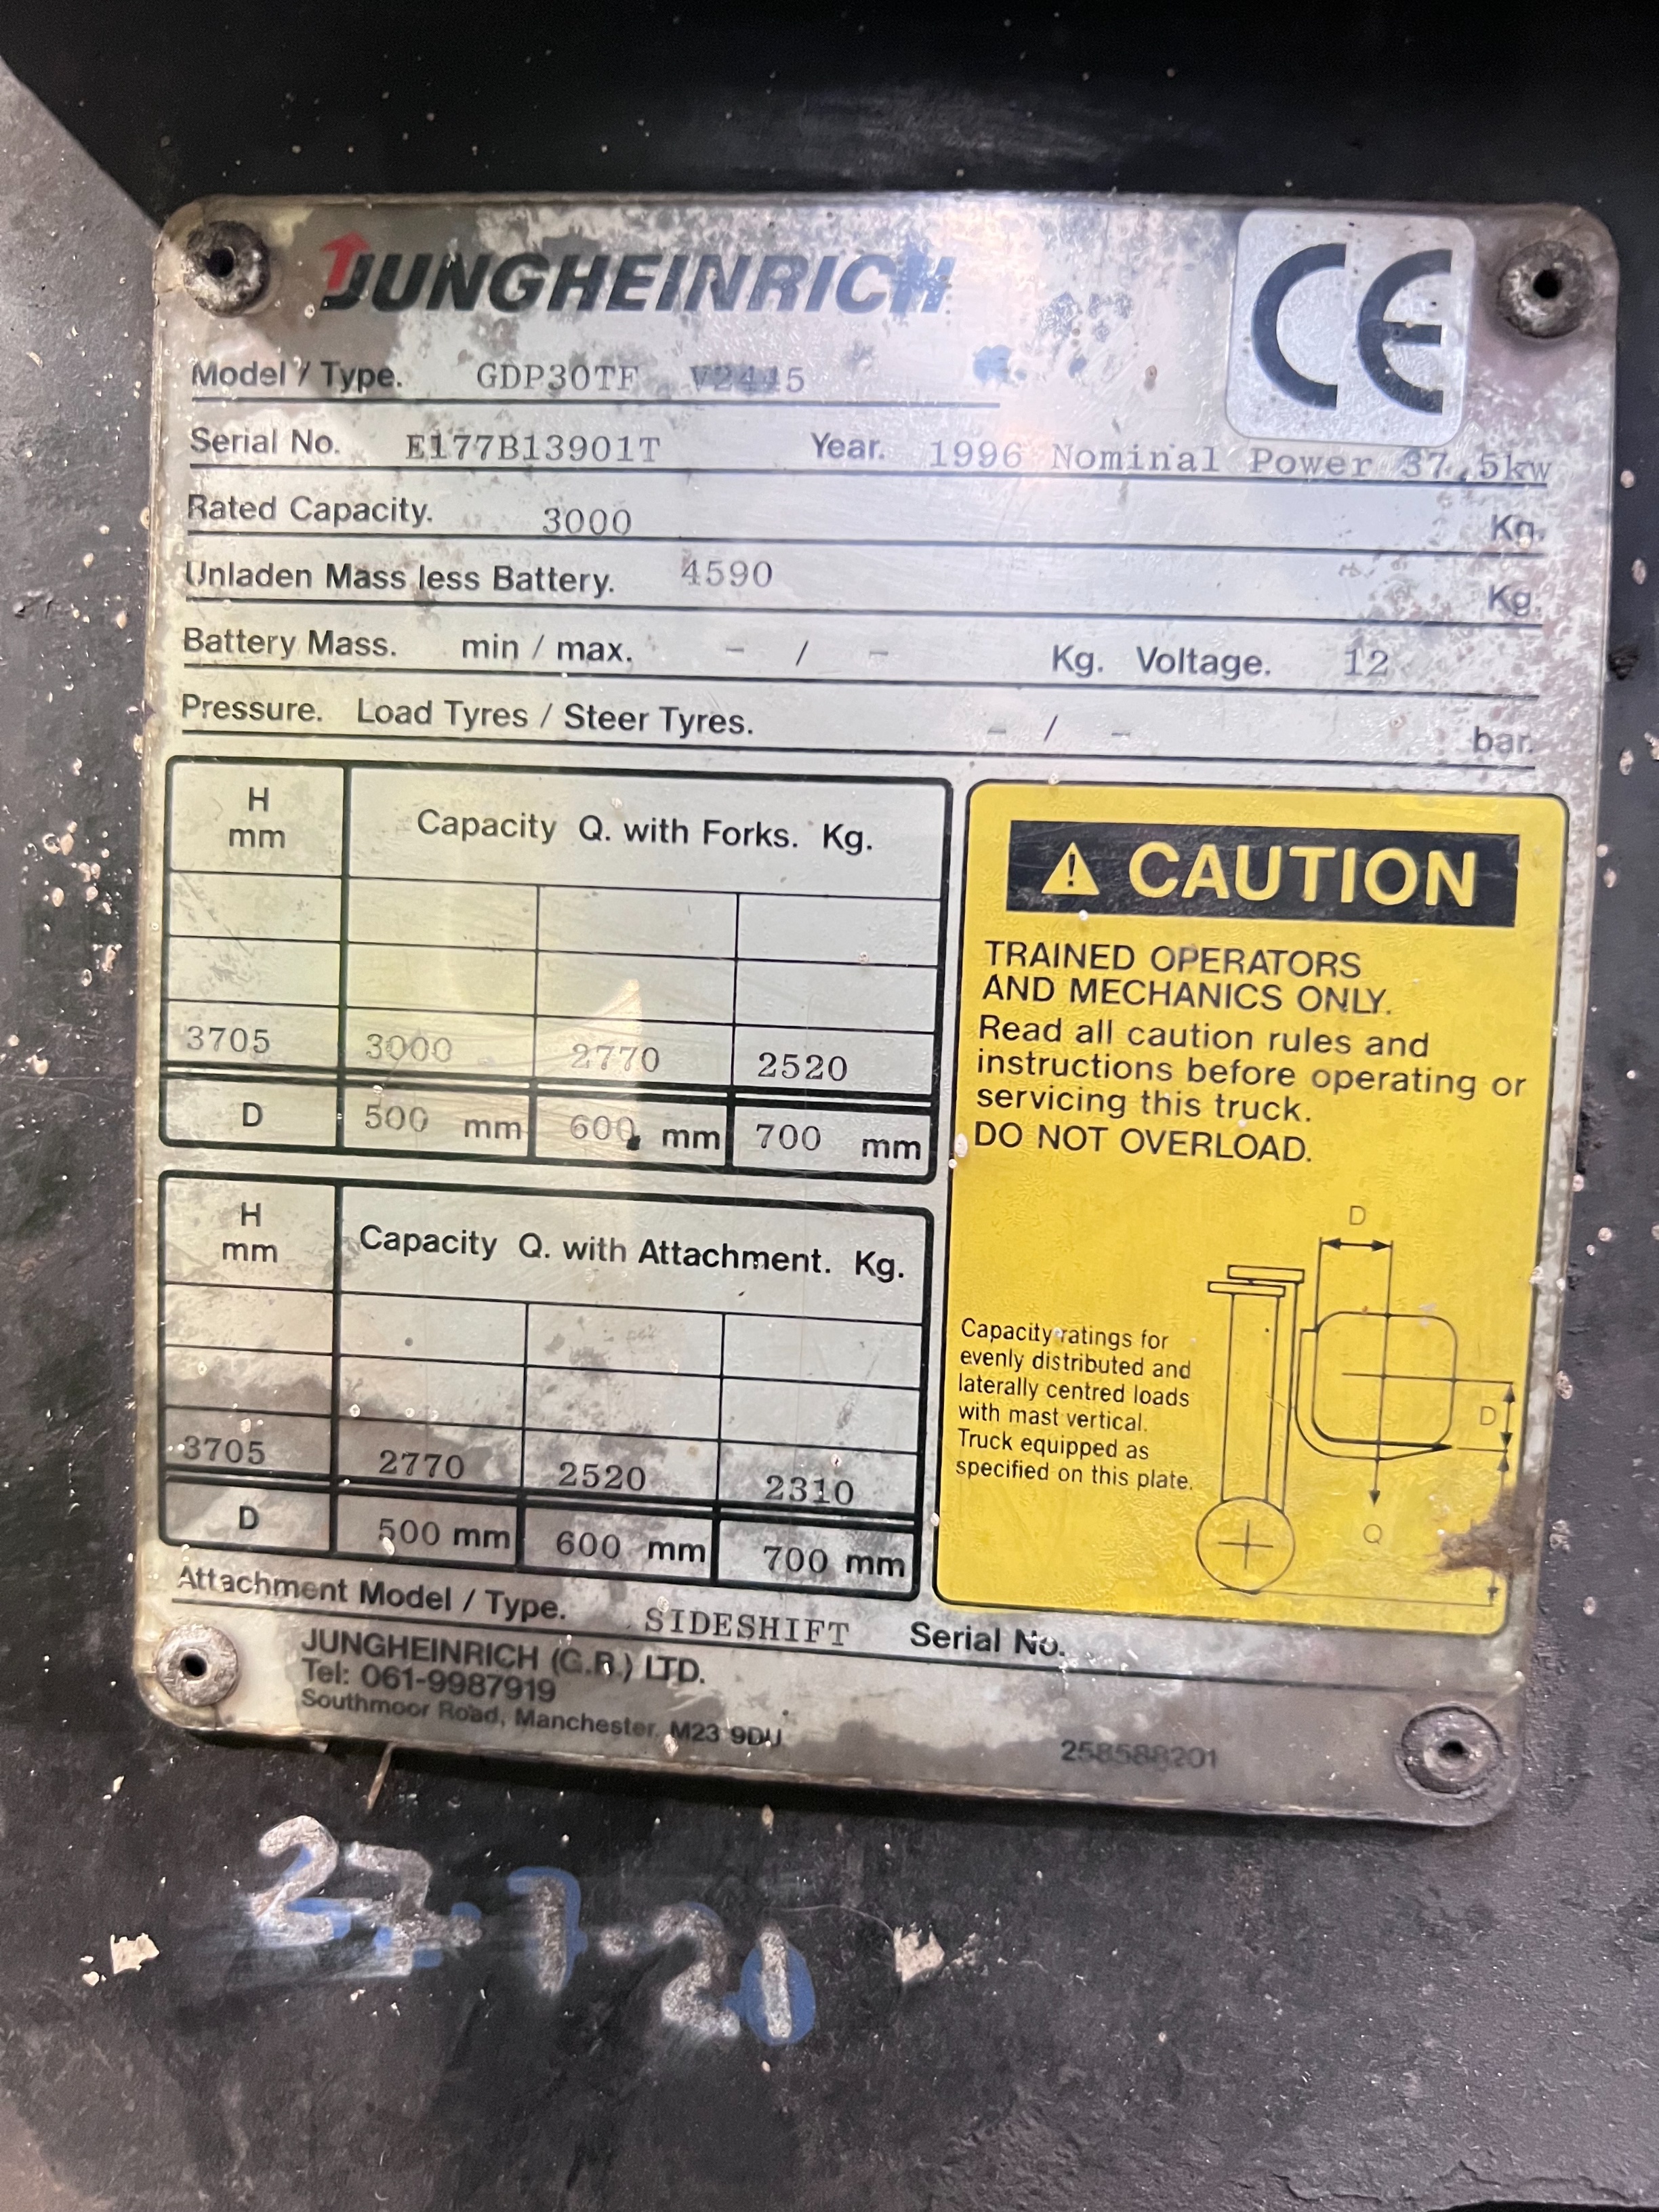 JUNGHEINRICH
CE
Model / Type. GDP30TF V2445
Serial No. E177B13901T Year. 1996 Nominal Power 37,5kw
Rated Capacity. 3000 Kg.
Unladen Mass less Battery. 4590 Kg.
Battery Mass. min / max. - / - Kg. Voltage. 12
Pressure. Load Tyres / Steer Tyres. - / - bar.
H
mm
Capacity Q. with Forks. Kg.
3705 3000 2770 2520
D 500 mm 600 mm 700 mm
H
mm
Capacity Q. with Attachment. Kg.
3705 2770 2520 2310
D 500 mm 600 mm 700 mm
Attachment Model / Type. SIDESHIFT Serial No.
JUNGHEINRICH (G.B.) LTD.
Tel: 061-9987919
Southmoor Road, Manchester, M23 9DU
258588201
CAUTION
TRAINED OPERATORS
AND MECHANICS ONLY.
Read all caution rules and
instructions before operating or
servicing this truck.
DO NOT OVERLOAD.
Capacity ratings for
evenly distributed and
laterally centred loads
with mast vertical.
Truck equipped as
specified on this plate.
D
D
Q
27-7-21